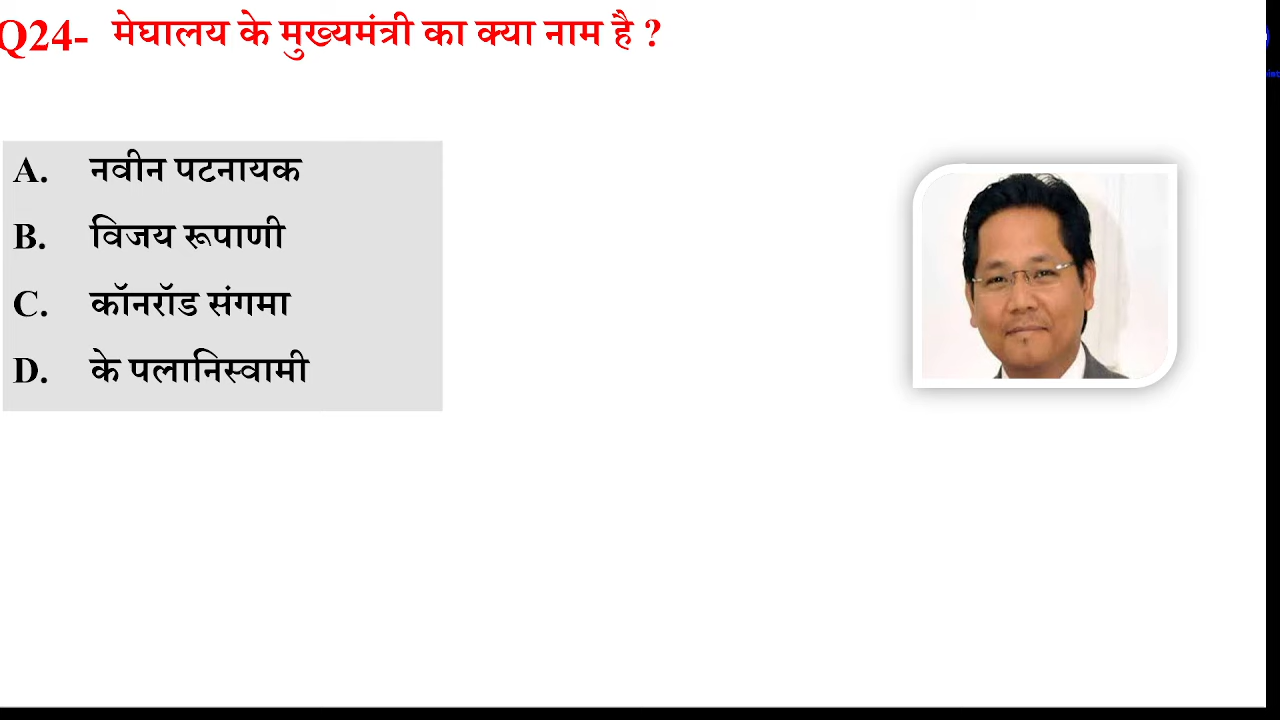 Q24- मेघालय के मुख्यमंत्री का क्या नाम है ?
A. नवीन पटनायक
B. विजय रूपाणी
C. कॉनरॉड संगमा
D. के पलानिस्वामी